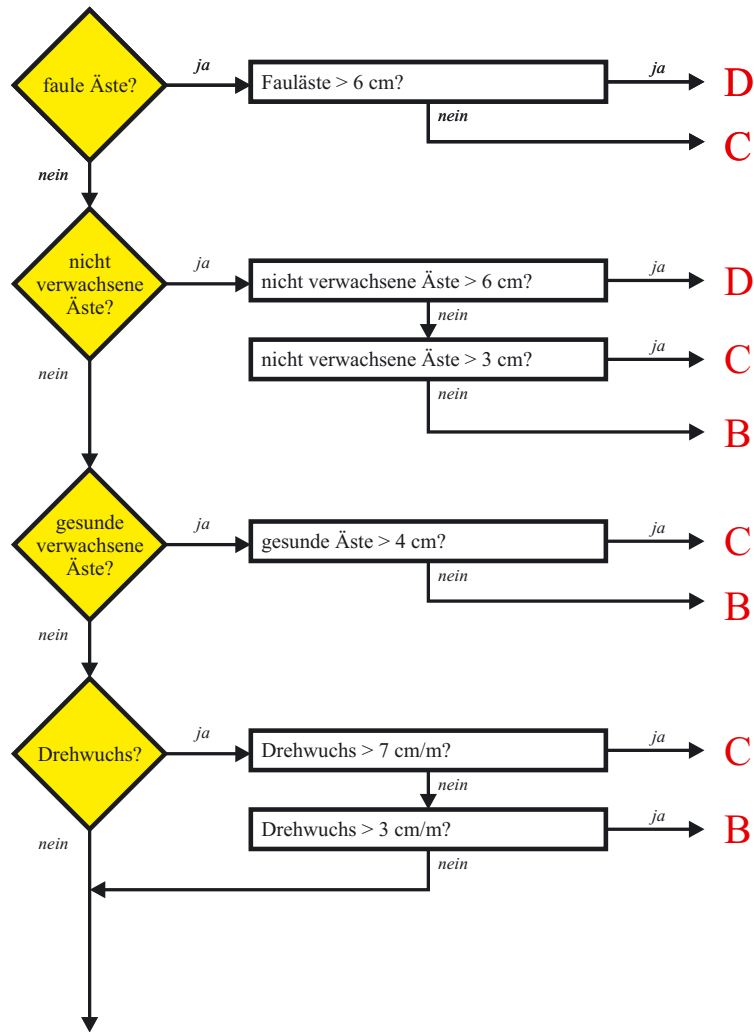 faule Äste?
ja
Fauläste > 6 cm?
ja
D
nein
C
nein
nicht
verwachsene
Äste?
ja
nicht verwachsene Äste > 6 cm?
ja
D
nein
nicht verwachsene Äste > 3 cm?
ja
C
nein
nein
B
gesunde
verwachsene
Äste?
ja
gesunde Äste > 4 cm?
ja
C
nein
B
nein
Drehwuchs?
ja
Drehwuchs > 7 cm/m?
ja
C
nein
Drehwuchs > 3 cm/m?
ja
B
nein
nein